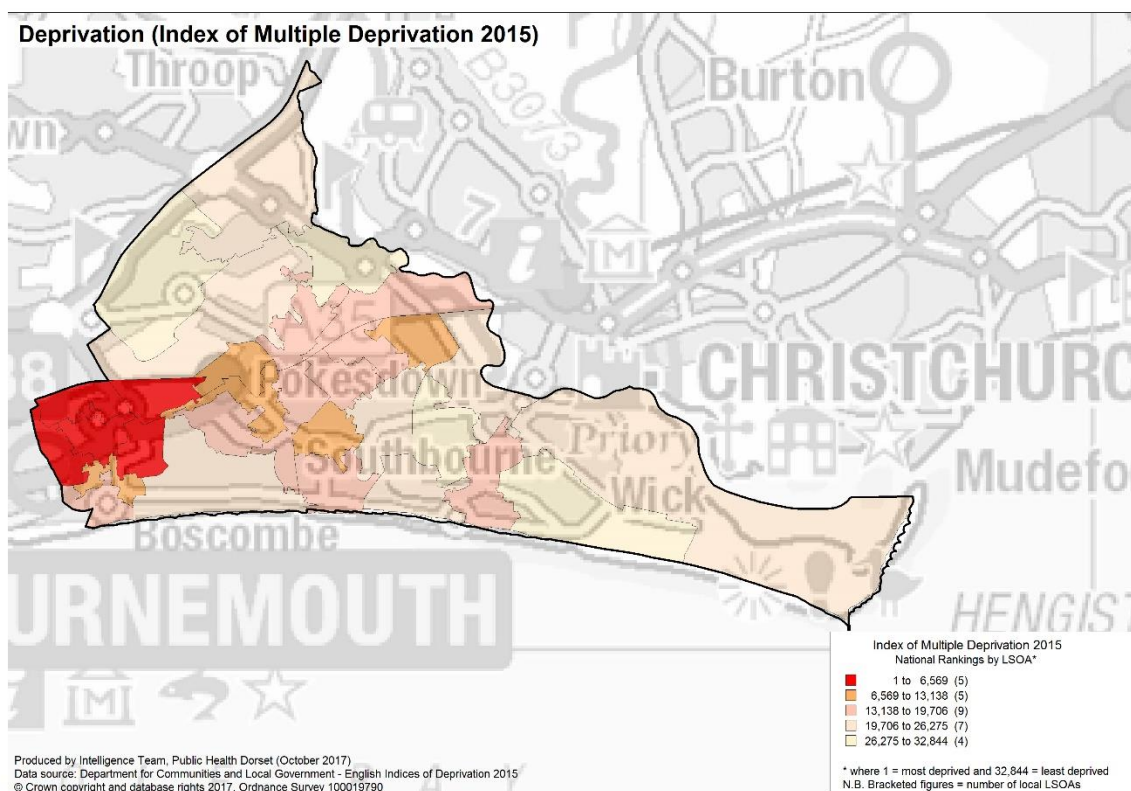 Deprivation (Index of Multiple Deprivation 2015)
Throop
Burton
B3073
7
i
A35
Pokesdown
CHRISTCHURC
Priory
Southbourne
Wick
Mudefo
Boscombe
URNEMOUTH
HENGIST
Index of Multiple Deprivation 2015
National Rankings by LSOA*
1 to 6,569 (5)
6,569 to 13,138 (5)
13,138 to 19,706 (9)
19,706 to 26,275 (7)
26,275 to 32,844 (4)
Produced by Intelligence Team, Public Health Dorset (October 2017)
Data source: Department for Communities and Local Government - English Indices of Deprivation 2015
© Crown copyright and database rights 2017, Ordnance Survey 100019790
* where 1 = most deprived and 32,844 = least deprived
N.B. Bracketed figures = number of local LSOAs